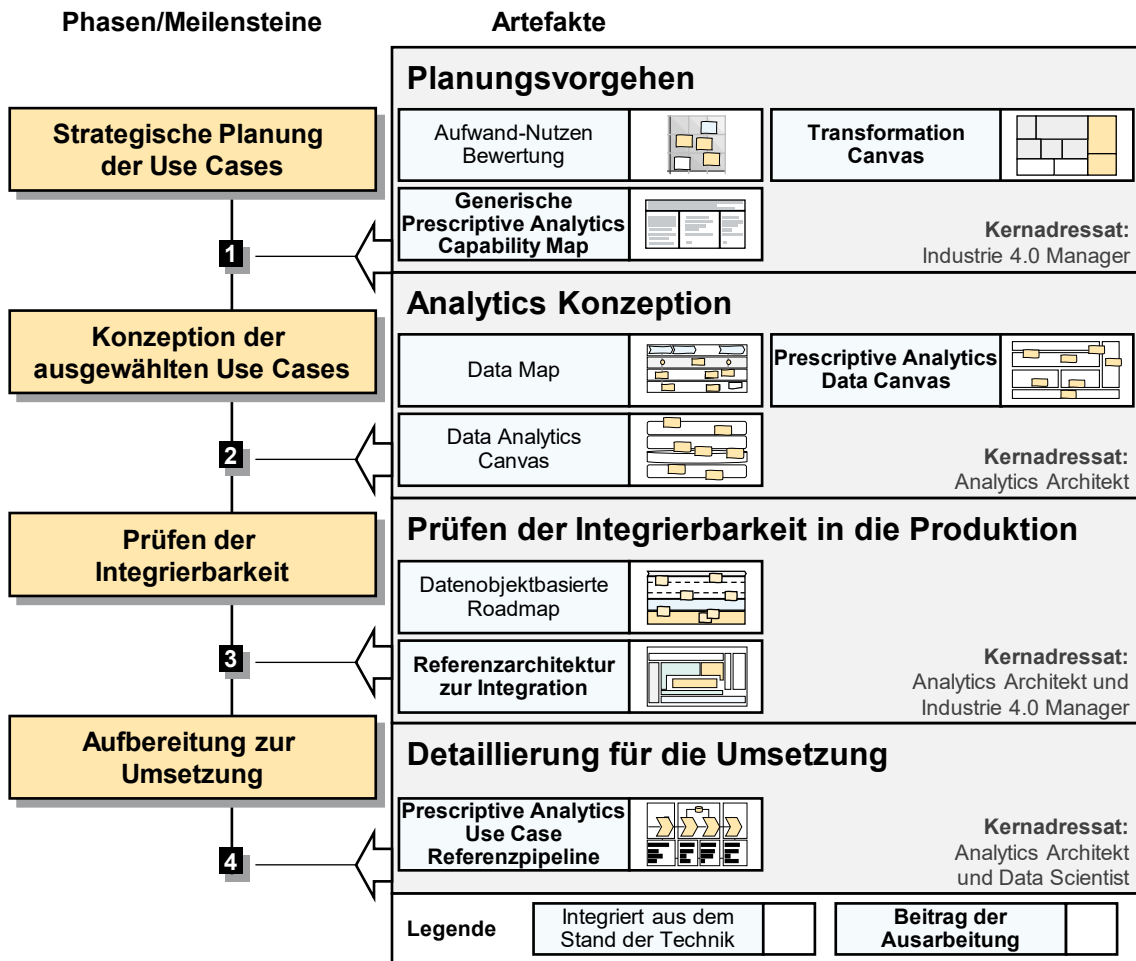 Phasen/Meilensteine
Artefakte
Strategische Planung
der Use Cases
1
Planungsvorgehen
Aufwand-Nutzen
Bewertung
Transformation
Canvas
Generische
Prescriptive Analytics
Capability Map
Kernadressat:
Industrie 4.0 Manager
Konzeption der
ausgewählten Use Cases
2
Analytics Konzeption
Data Map
Prescriptive Analytics
Data Canvas
Data Analytics
Canvas
Kernadressat:
Analytics Architekt
Prüfen der
Integrierbarkeit
3
Prüfen der Integrierbarkeit in die Produktion
Datenobjektbasierte
Roadmap
Referenzarchitektur
zur Integration
Kernadressat:
Analytics Architekt und
Industrie 4.0 Manager
Aufbereitung zur
Umsetzung
4
Detaillierung für die Umsetzung
Prescriptive Analytics
Use Case
Referenzpipeline
Kernadressat:
Analytics Architekt
und Data Scientist
Legende
Integriert aus dem
Stand der Technik
Beitrag der
Ausarbeitung